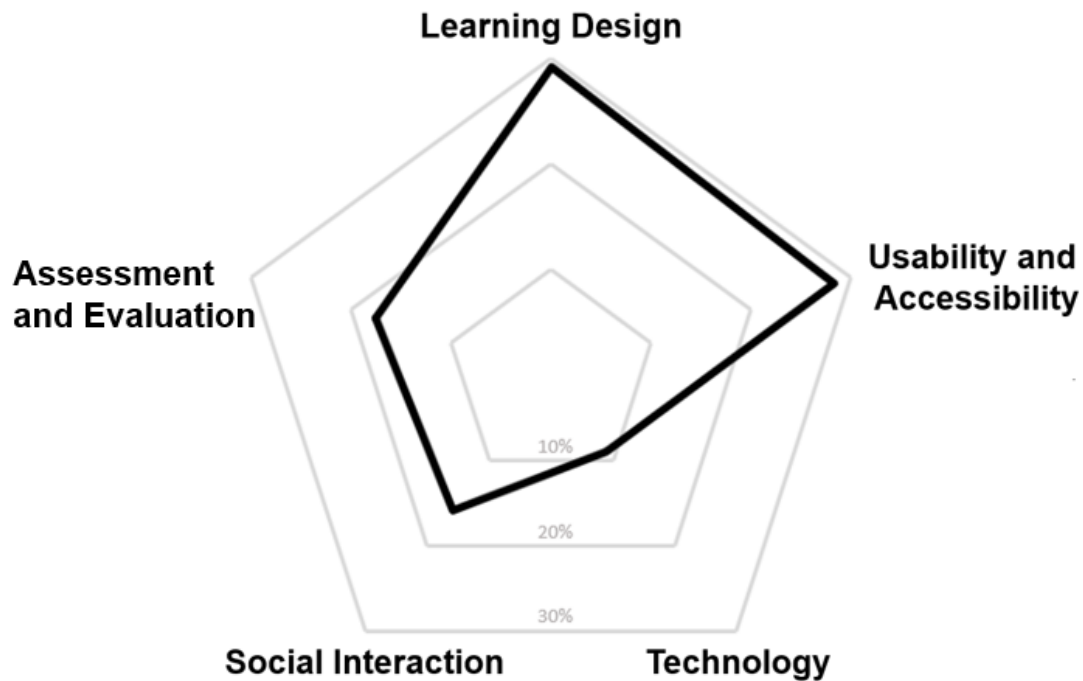 Learning Design
Usability and
Accessibility
Assessment
and Evaluation
10%
20%
30%
Social Interaction
Technology